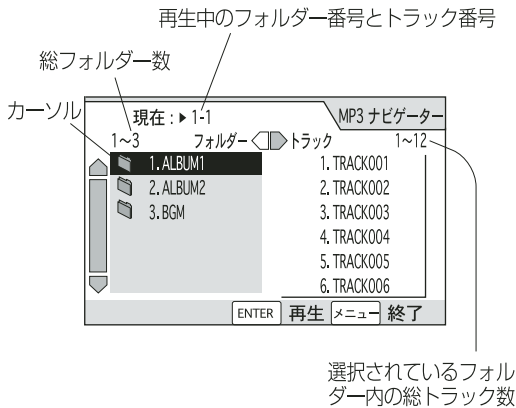 再生中のフォルダー番号とトラック番号
総フォルダー数
カーソル
現在：▶ 1-1
MP3 ナビゲーター
1～3
フォルダー
トラック
1～12
1. ALBUM1
2. ALBUM2
3. BGM
1. TRACK001
2. TRACK002
3. TRACK003
4. TRACK004
5. TRACK005
6. TRACK006
ENTER 再生 メニュー 終了
選択されているフォル
ダー内の総トラック数